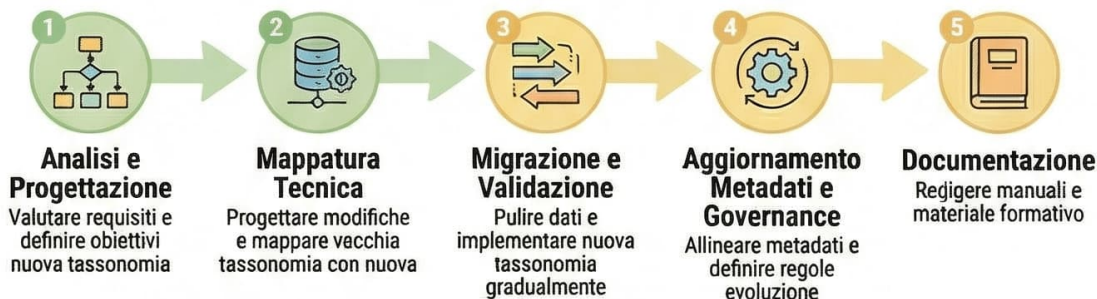 1
Analisi e
Progettazione
Valutare requisiti e
definire obiettivi
nuova tassonomia
2
Mappatura
Tecnica
Progettare modifiche
e mappare vacchia
tassonomia con nuova
3
Migrazione e
Validazione
Pulire dati e
implementare nuova
tassonomia
gradualmente
4
Aggiornamento
Metadati e
Governance
Allineare metadati e
definire regole
evoluzione
5
Documentazione
Redigere manuali e
materiale formativo